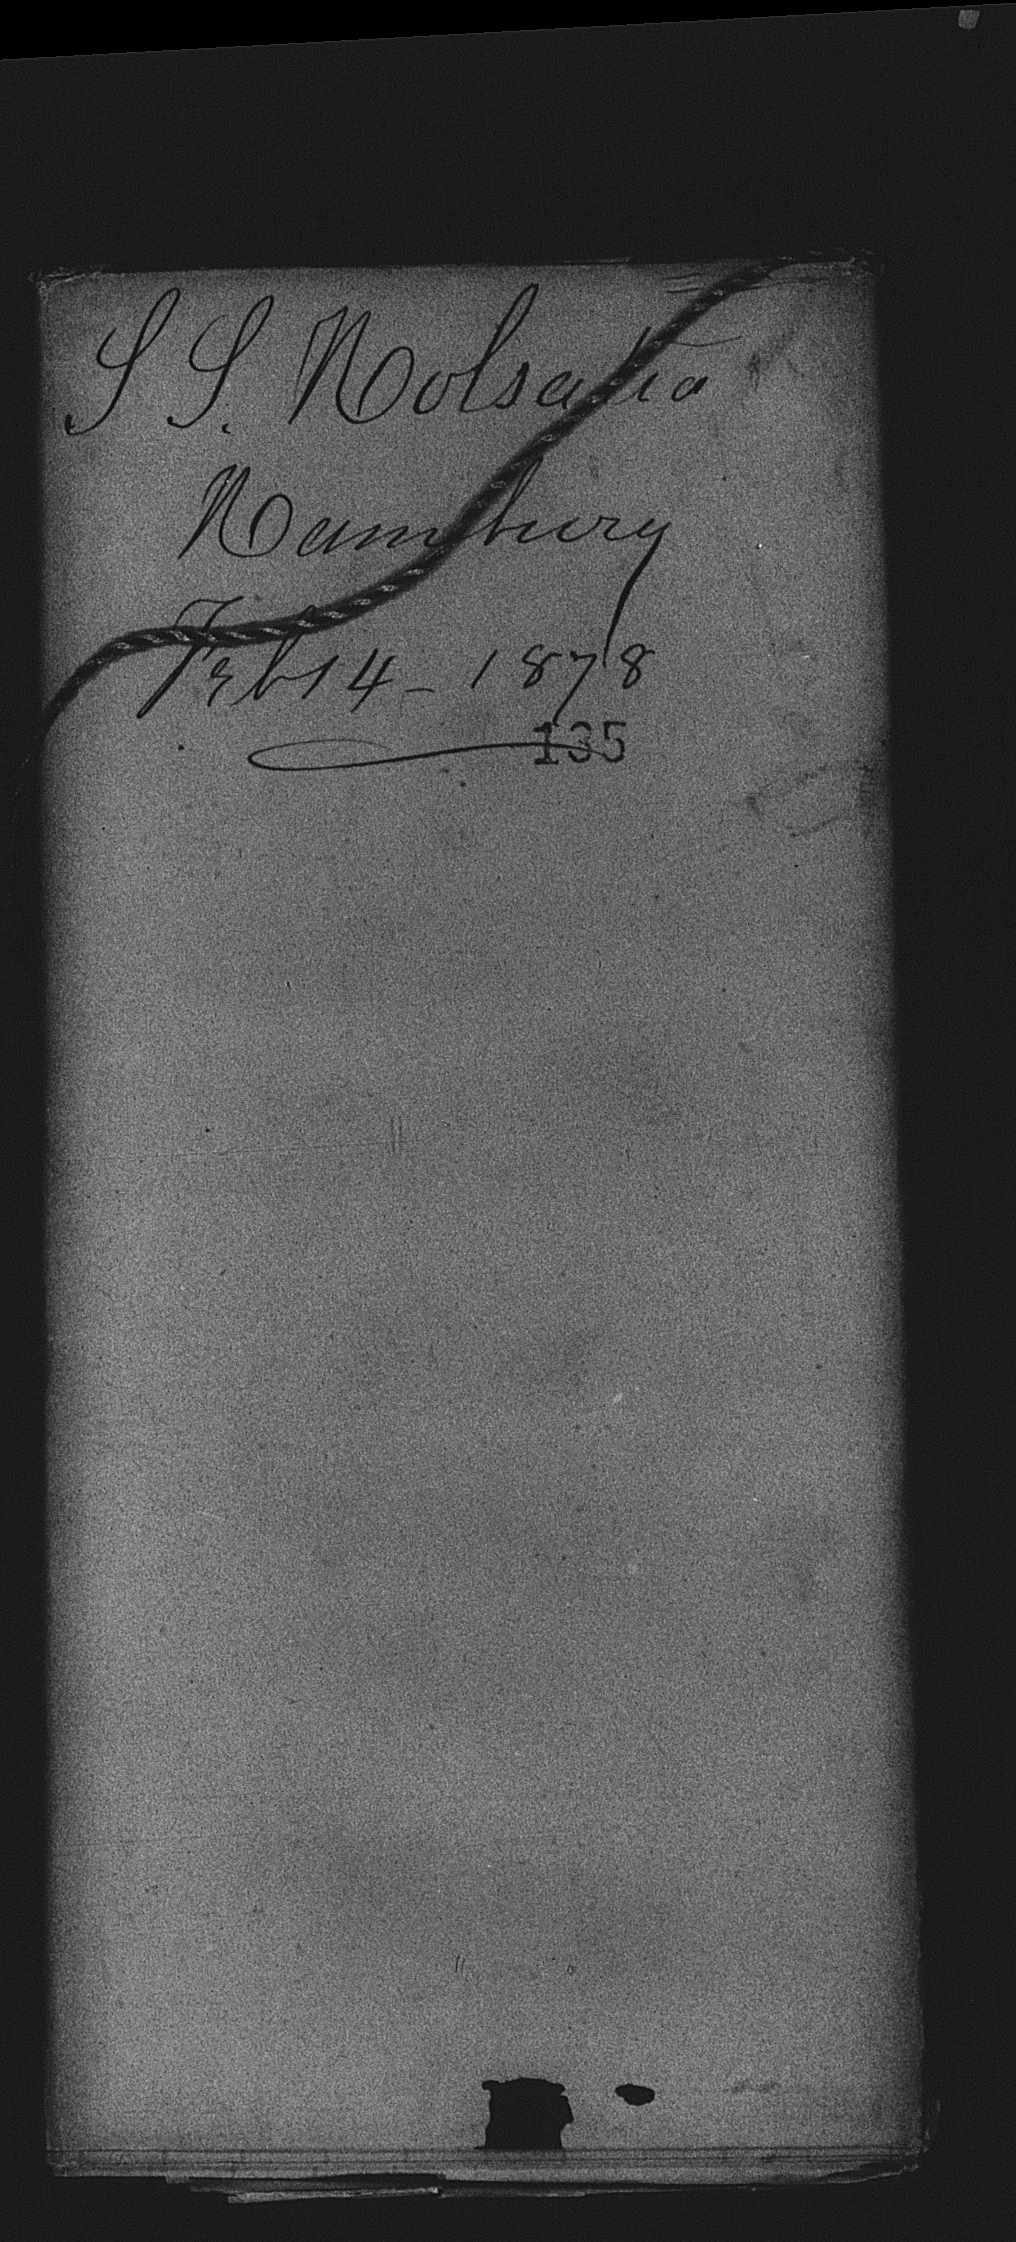 S S. Holsatia
Hamburg
Feb 14 - 1878
135